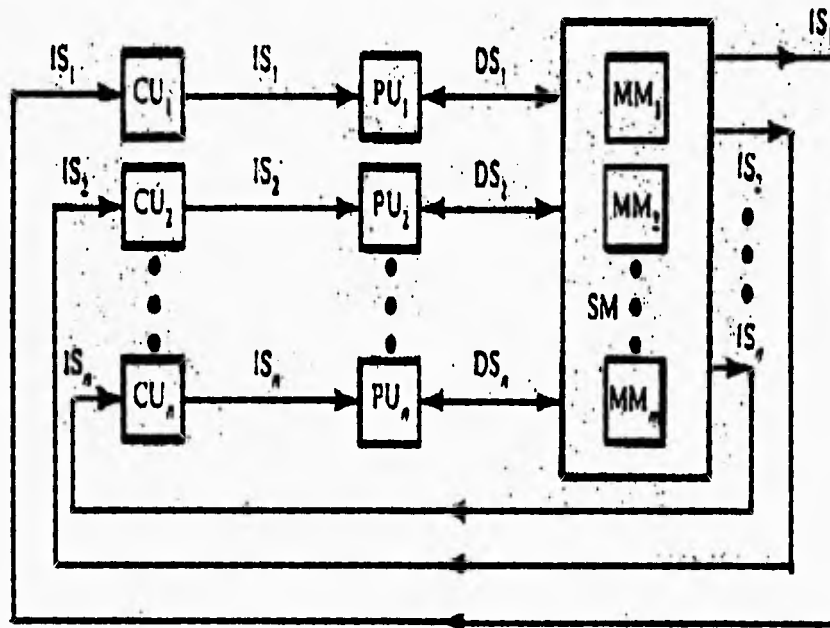 IS₁
IS₁ IS₁ DS₁
CU₁ PU₁ MM₁
IS₂ IS₂ DS₂ IS₂
CU₂ PU₂ MM₂
SM
ISₙ ISₙ DSₙ ISₙ
CUₙ PUₙ MMₘ